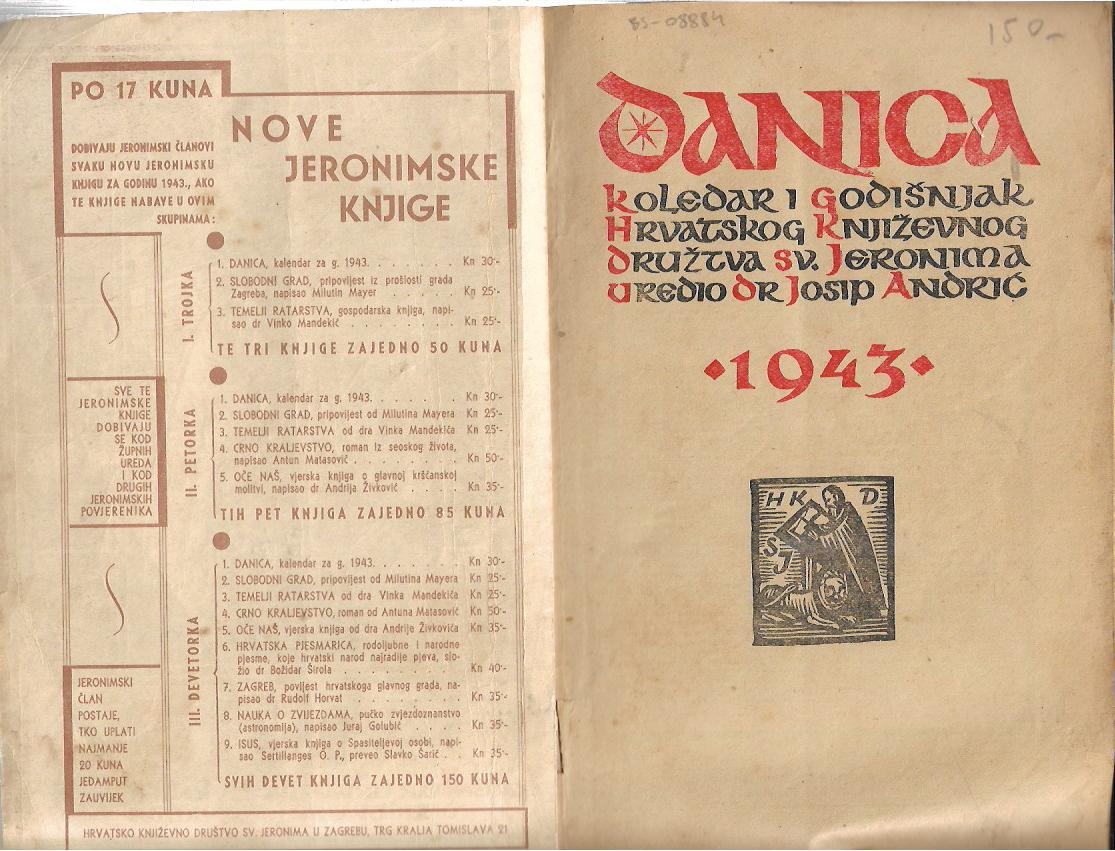 PO 17 KUNA
DOBIVAJU JERONIMSKI ČLANOVI
SVAKU NOVU JERONIMSKU
KNJIGU ZA GODINU 1943., AKO
TE KNJIGE NABAVE U OVIM
SKUPINAMA:
NOVE
JERONIMSKE
KNJIGE
I. TROJKA
1. DANICA, kalendar za g. 1943. . . . . . . . Kn 30·-
2. SLOBODNI GRAD, pripovijest iz prošlosti grada
Zagreba, napisao Milutin Mayer . . . . . Kn 25·-
3. TEMELJI RATARSTVA, gospodarska knjiga, napi-
sao dr Vinko Mandekić . . . . . . . . Kn 25·-
TE TRI KNJIGE ZAJEDNO 50 KUNA
SVE TE
JERONIMSKE
KNJIGE
DOBIVAJU
SE KOD
ŽUPNIH
UREDA
I KOD
DRUGIH
JERONIMSKIH
POVJERENIKA
II. PETORKA
1. DANICA, kalendar za g. 1943. . . . . . . . Kn 30·-
2. SLOBODNI GRAD, pripovijest od Milutina Mayera Kn 25·-
3. TEMELJI RATARSTVA od dra Vinka Mandekića Kn 25·-
4. CRNO KRALJEVSTVO, roman iz seoskog života,
napisao Antun Matasović . . . . . . . . Kn 50·-
5. OČE NAŠ, vjerska knjiga o glavnoj kršćanskoj
molitvi, napisao dr Andrija Živković . . . . Kn 35·-
TIH PET KNJIGA ZAJEDNO 85 KUNA
III. DEVETORKA
1. DANICA, kalendar za g. 1943. . . . . . . . Kn 30·-
2. SLOBODNI GRAD, pripovijest od Milutina Mayera Kn 25·-
3. TEMELJI RATARSTVA od dra Vinka Mandekića Kn 25·-
4. CRNO KRALJEVSTVO, roman od Antuna Matasović Kn 50·-
5. OČE NAŠ, vjerska knjiga od dra Andrije Živkovića Kn 35·-
6. HRVATSKA PJESMARICA, rodoljubne i narodne
pjesme, koje hrvatski narod najradije pjeva, slo-
žio dr Božidar Širola . . . . . . . . . Kn 40·-
7. ZAGREB, povijest hrvatskoga glavnog grada, na-
pisao dr Rudolf Horvat . . . . . . . . Kn 35·-
8. NAUKA O ZVIJEZDAMA, pučko zvjezdoznanstvo
(astronomija), napisao Juraj Golubić . . . . Kn 35·-
9. ISUS, vjerska knjiga o Spasiteljevoj osobi, napi-
sao Sertillanges O. P., preveo Slavko Šarić . . Kn 35·-
SVIH DEVET KNJIGA ZAJEDNO 150 KUNA
JERONIMSKI
ČLAN
POSTAJE,
TKO UPLATI
NAJMANJE
20 KUNA
JEDAMPUT
ZAUVIJEK
HRVATSKO KNJIŽEVNO DRUŠTVO SV. JERONIMA U ZAGREBU, TRG KRALJA TOMISLAVA 21
BS-08884
150-
DANICA
KOLEDAR I GODIŠNJAK
HRVATSKOG KNJIŽEVNOG
DRUŽTVA SV. JERONIMA
UREDIO DR JOSIP ANDRIĆ
·1943·
HK D
SJ